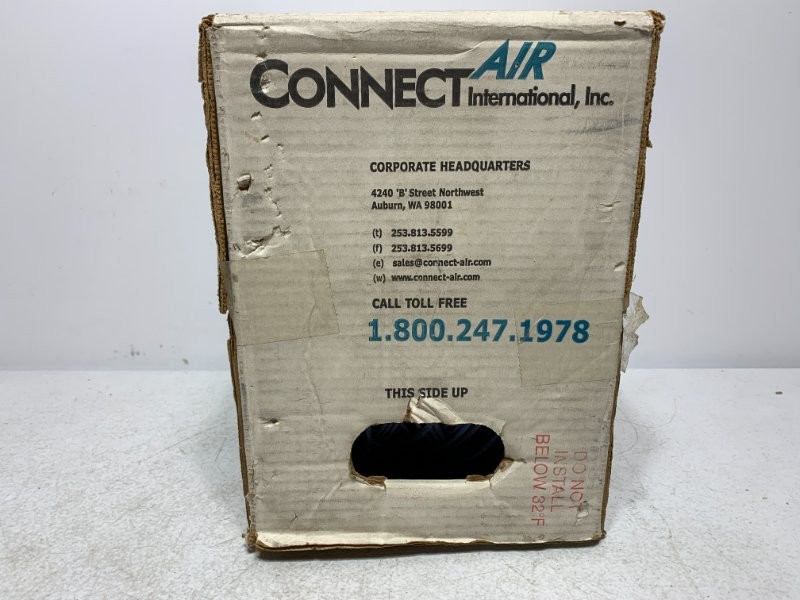 CONNECT AIR
International, Inc.
CORPORATE HEADQUARTERS
4240 'B' Street Northwest
Auburn, WA 98001
(t) 253.813.5599
(f) 253.813.5699
(e) sales@connect-air.com
(w) www.connect-air.com
CALL TOLL FREE
1.800.247.1978
THIS SIDE UP
DO NOT
INSTALL
BELOW 32°F